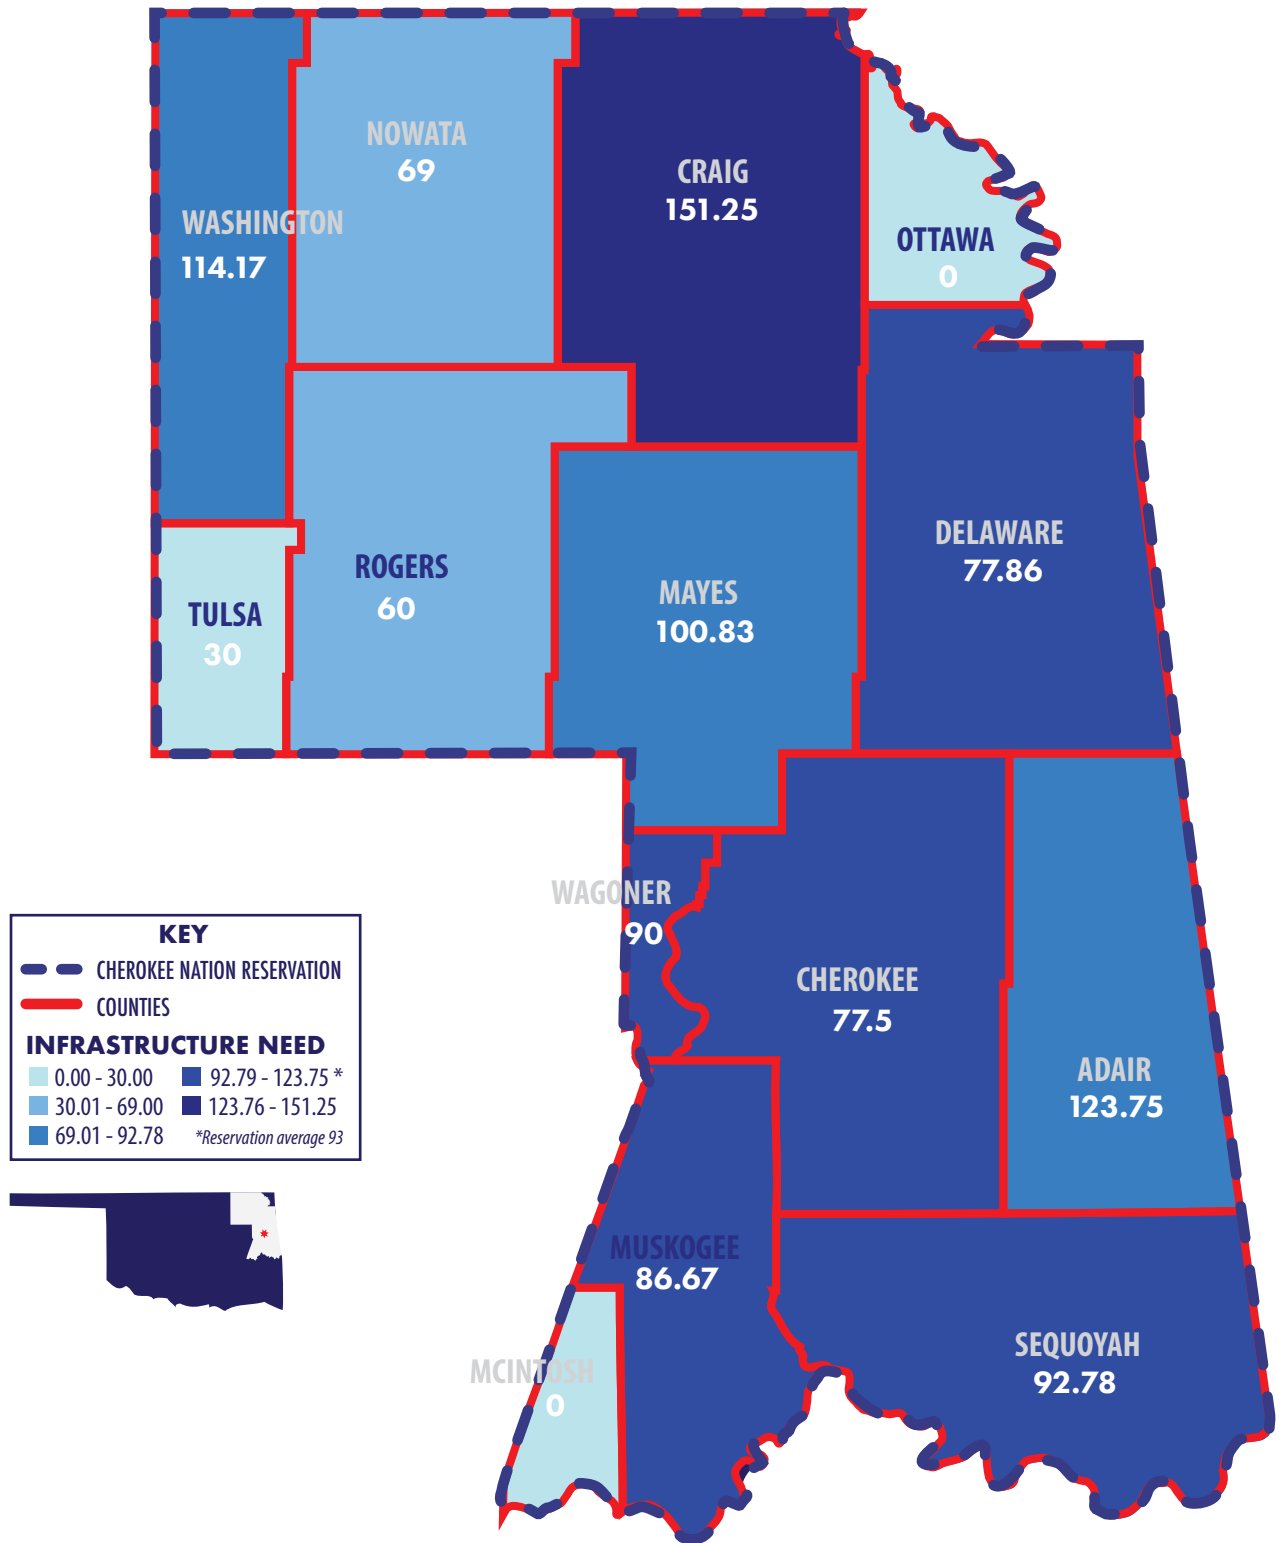 NOWATA
69
CRAIG
151.25
WASHINGTON
114.17
OTTAWA
0
DELAWARE
77.86
ROGERS
60
MAYES
100.83
TULSA
30
WAGONER
90
CHEROKEE
77.5
ADAIR
123.75
MUSKOGEE
86.67
SEQUOYAH
92.78
MCINTOSH
0
KEY
CHEROKEE NATION RESERVATION
COUNTIES
INFRASTRUCTURE NEED
0.00 - 30.00
92.79 - 123.75 *
30.01 - 69.00
123.76 - 151.25
69.01 - 92.78
*Reservation average 93